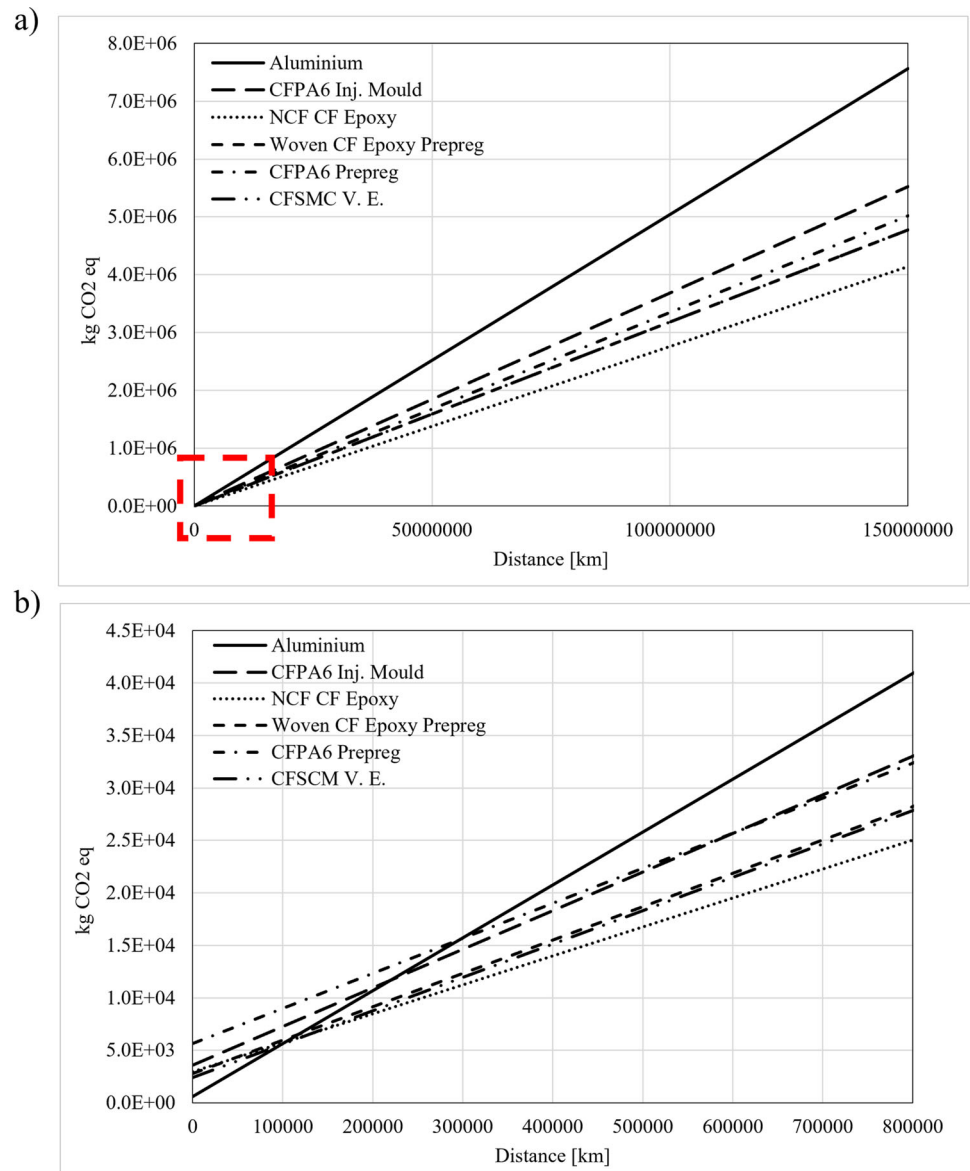 a)
8.0E+06
7.0E+06
6.0E+06
5.0E+06
4.0E+06
3.0E+06
2.0E+06
1.0E+06
0.0E+00
kg CO2 eq
Aluminium
CFPA6 Inj. Mould
NCF CF Epoxy
Woven CF Epoxy Prepreg
CFPA6 Prepreg
CFSMC V. E.
0 50000000 100000000 150000000
Distance [km]
b)
4.5E+04
4.0E+04
3.5E+04
3.0E+04
2.5E+04
2.0E+04
1.5E+04
1.0E+04
5.0E+03
0.0E+00
kg CO2 eq
Aluminium
CFPA6 Inj. Mould
NCF CF Epoxy
Woven CF Epoxy Prepreg
CFPA6 Prepreg
CFSCM V. E.
0 100000 200000 300000 400000 500000 600000 700000 800000
Distance [km]